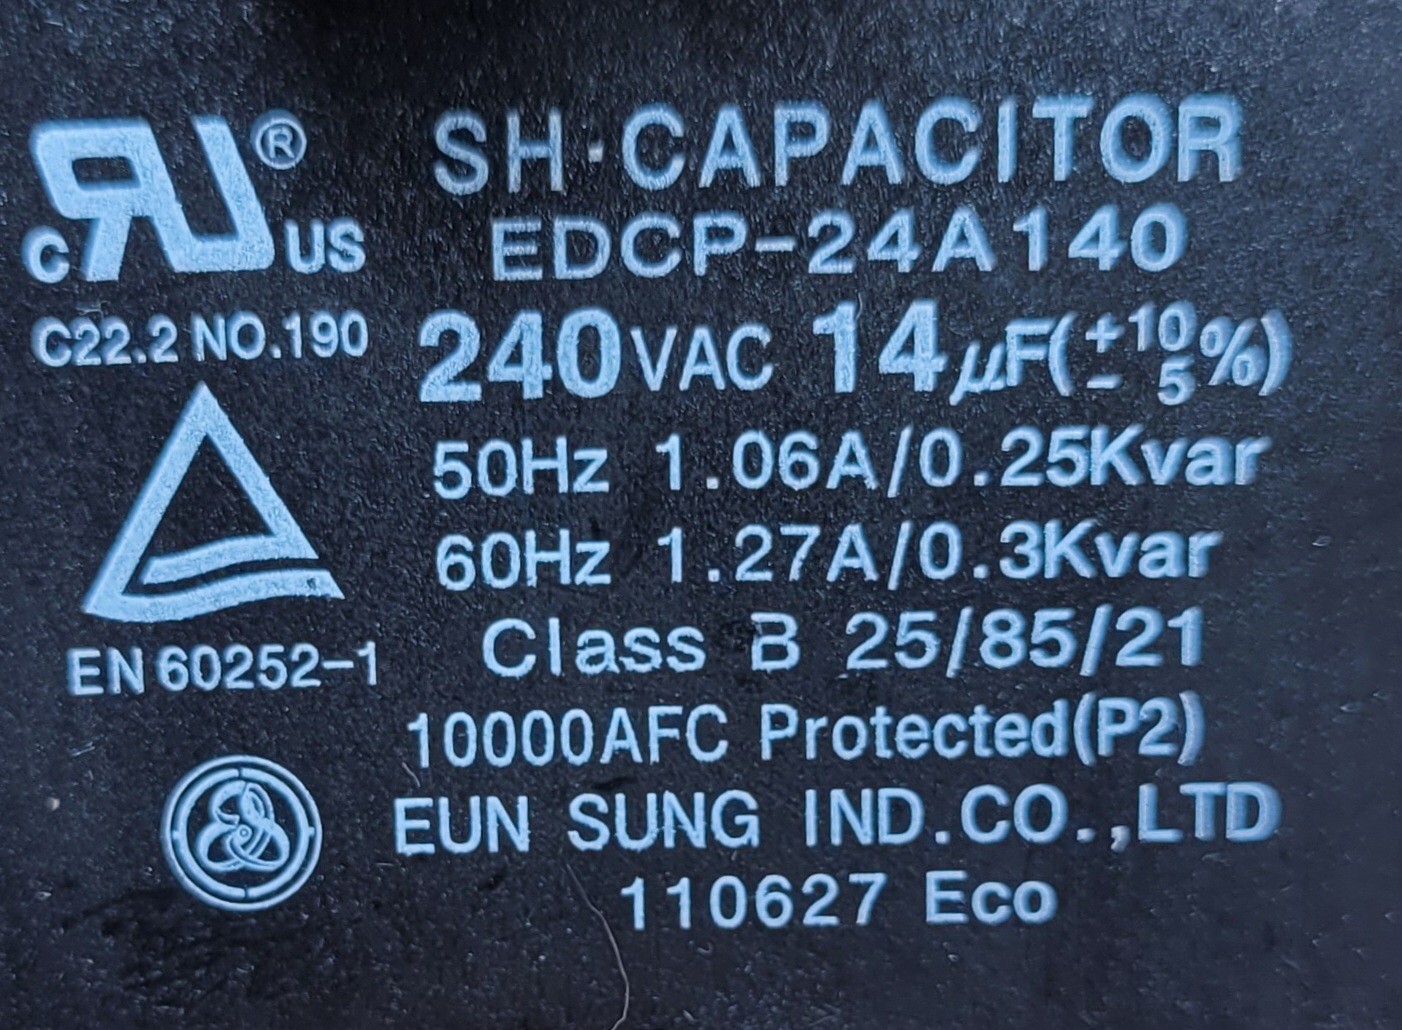 SH·CAPACITOR
EDCP-24A140
240VAC 14µF(+10 -5%)
50Hz 1.06A/0.25Kvar
60Hz 1.27A/0.3Kvar
Class B 25/85/21
10000AFC Protected(P2)
EUN SUNG IND.CO.,LTD
110627 Eco
c RU® US
C22.2 NO.190
EN 60252-1